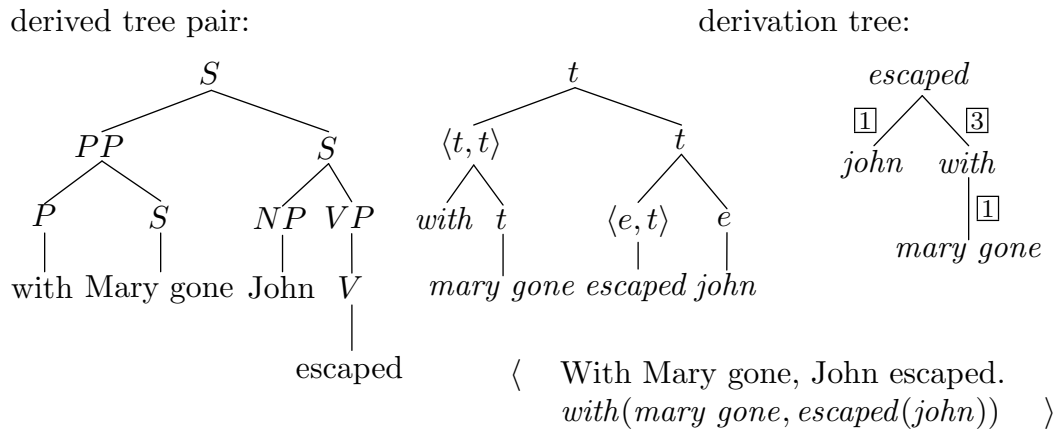 derived tree pair: derivation tree:
S t escaped
1 3
PP S ⟨t, t⟩ t john with
P S NP VP with t ⟨e, t⟩ e 1
mary gone
with Mary gone John V mary gone escaped john
escaped ⟨ With Mary gone, John escaped.
with(mary gone, escaped(john)) ⟩